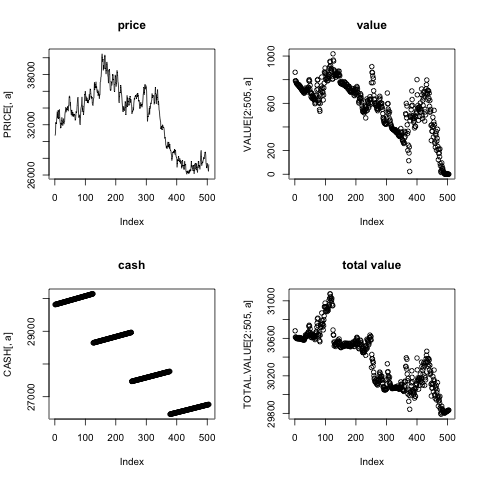 price
PRICE[, a]
26000 32000 38000
0 100 200 300 400 500
Index
value
VALUE[2:505, a]
0 200 600 1000
0 100 200 300 400 500
Index
cash
CASH[, a]
27000 29000
0 100 200 300 400 500
Index
total value
TOTAL.VALUE[2:505, a]
29800 30200 30600 31000
0 100 200 300 400 500
Index